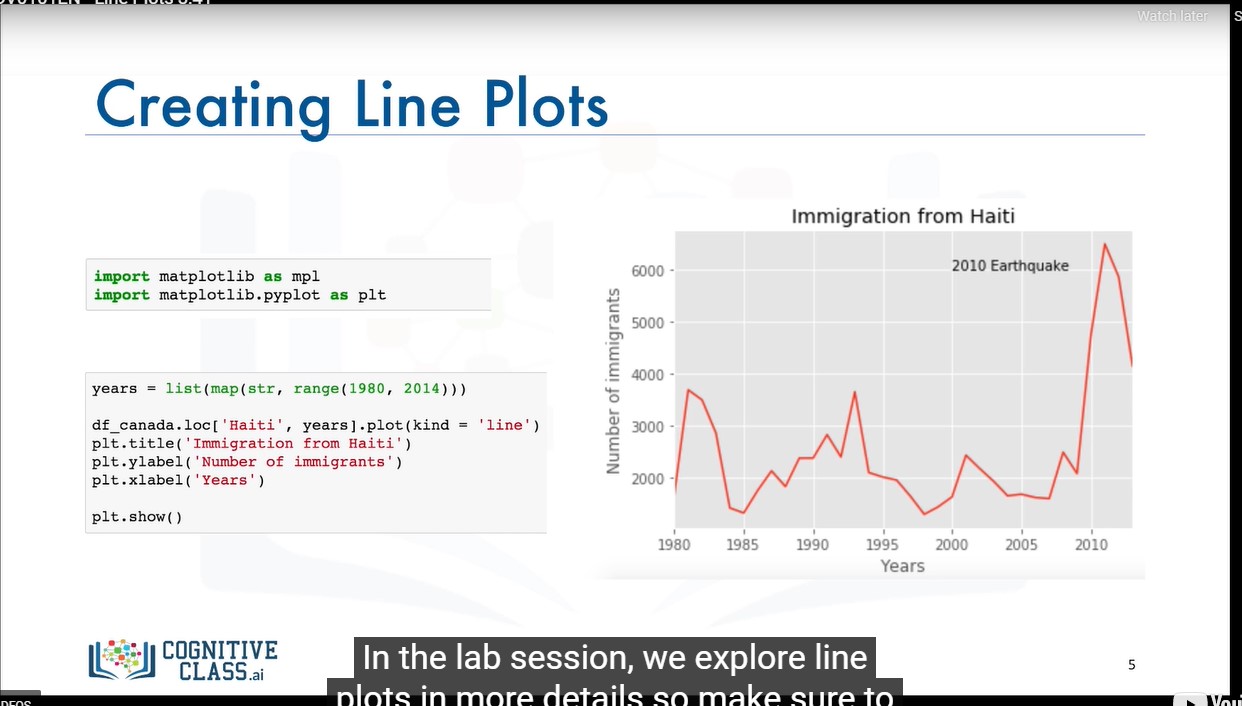 Line Plots
Watch later
S
Creating Line Plots
import matplotlib as mpl
import matplotlib.pyplot as plt
years = list(map(str, range(1980, 2014)))
df_canada.loc['Haiti', years].plot(kind = 'line')
plt.title('Immigration from Haiti')
plt.ylabel('Number of immigrants')
plt.xlabel('Years')
plt.show()
Immigration from Haiti
2010 Earthquake
Number of immigrants
6000
5000
4000
3000
2000
1980 1985 1990 1995 2000 2005 2010
Years
COGNITIVE
CLASS.ai
5
In the lab session, we explore line
plots in more details so make sure to